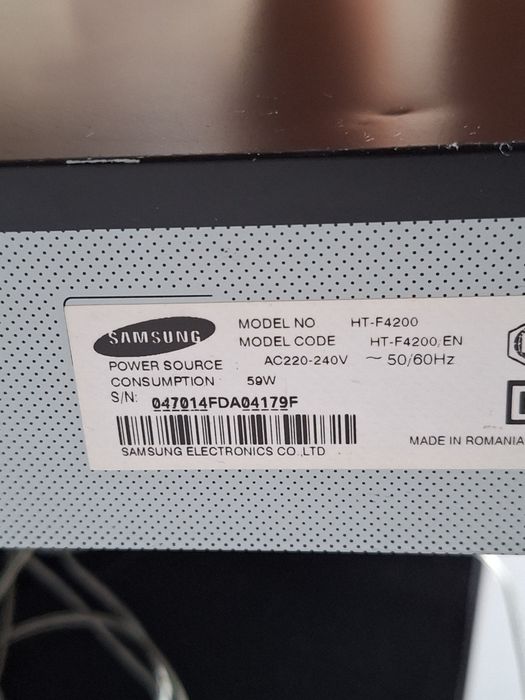 SAMSUNG
MODEL NO HT-F4200
MODEL CODE HT-F4200/EN
POWER SOURCE : AC220-240V ~ 50/60Hz
CONSUMPTION : 59W
S/N: 047014FDA04179F
SAMSUNG ELECTRONICS CO.,LTD
MADE IN ROMANIA